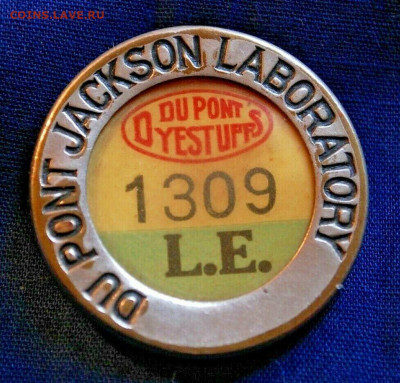 COINS.LAVE.RU
DU PONT JACKSON LABORATORY
DU PONT'S
DYESTUFFS
1309
L.E.